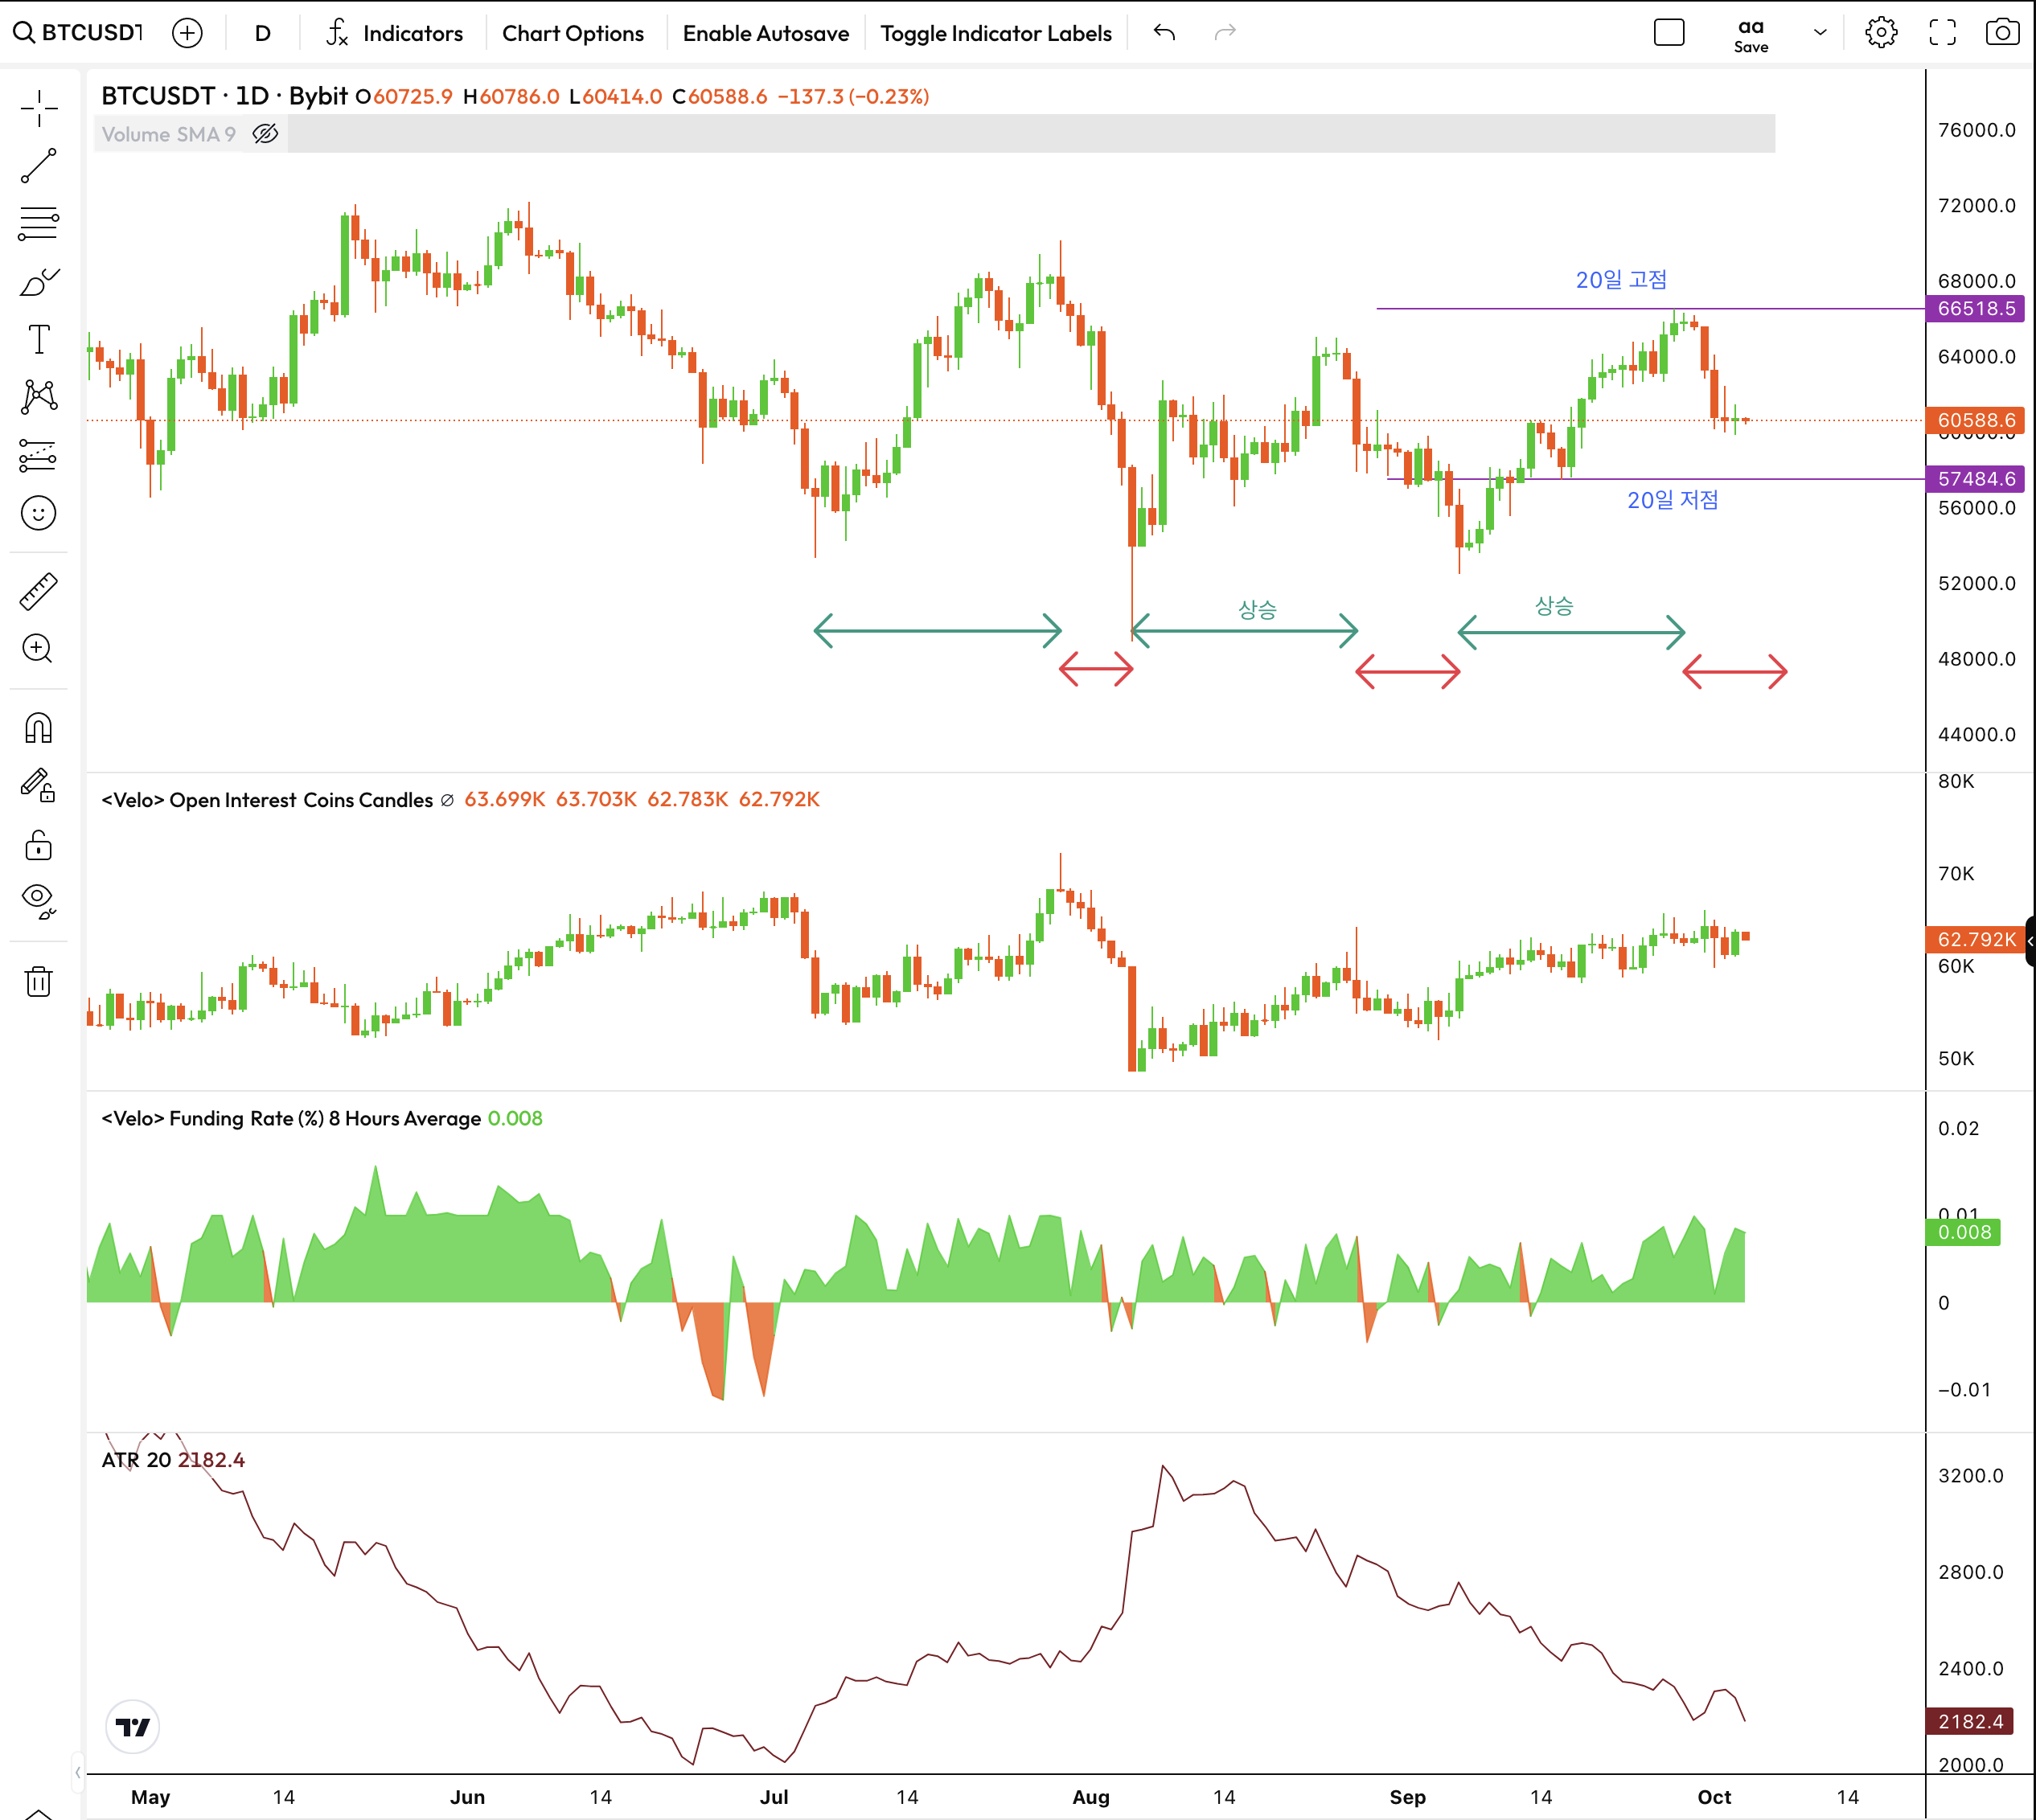 BTCUSDT D Indicators Chart Options Enable Autosave Toggle Indicator Labels aa
Save
BTCUSDT · 1D · Bybit O60725.9 H60786.0 L60414.0 C60588.6 −137.3 (−0.23%)
Volume SMA 9
76000.0
72000.0
20일 고점
68000.0
66518.5
64000.0
60588.6
60000.0
57484.6
20일 저점
56000.0
52000.0
상승
상승
48000.0
44000.0
80K
<Velo> Open Interest Coins Candles ∅ 63.699K 63.703K 62.783K 62.792K
70K
62.792K
60K
50K
<Velo> Funding Rate (%) 8 Hours Average 0.008
0.02
0.01
0.008
0
−0.01
ATR 20 2182.4
3200.0
2800.0
2400.0
2182.4
2000.0
May 14 Jun 14 Jul 14 Aug 14 Sep 14 Oct 14